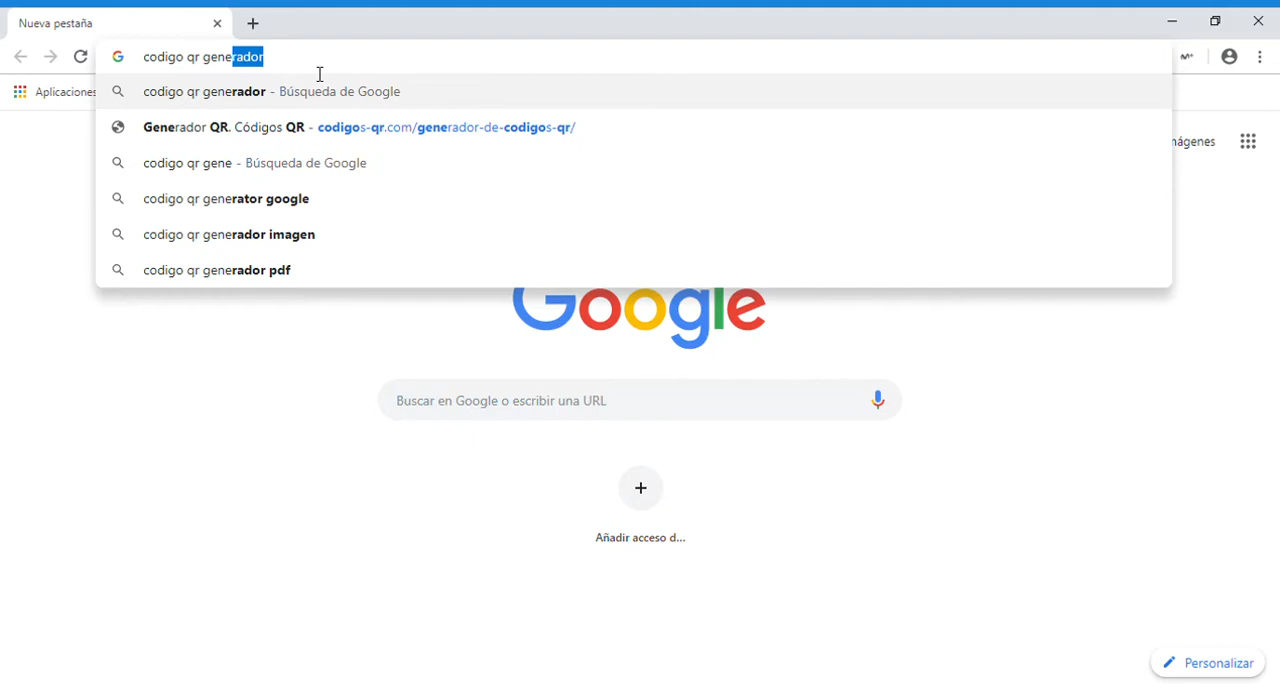 Nueva pestaña
codigo qr generador
Aplicaciones
codigo qr generador - Búsqueda de Google
Generador QR. Códigos QR - codigos-qr.com/generador-de-codigos-qr/
codigo qr gene - Búsqueda de Google
mágenes
codigo qr generator google
codigo qr generador imagen
codigo qr generador pdf
Google
Buscar en Google o escribir una URL
Añadir acceso d...
Personalizar